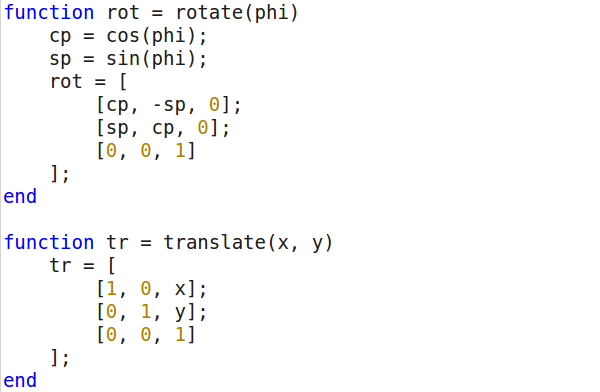 function rot = rotate(phi)
    cp = cos(phi);
    sp = sin(phi);
    rot = [
        [cp, -sp, 0];
        [sp, cp, 0];
        [0, 0, 1]
    ];
end

function tr = translate(x, y)
    tr = [
        [1, 0, x];
        [0, 1, y];
        [0, 0, 1]
    ];
end